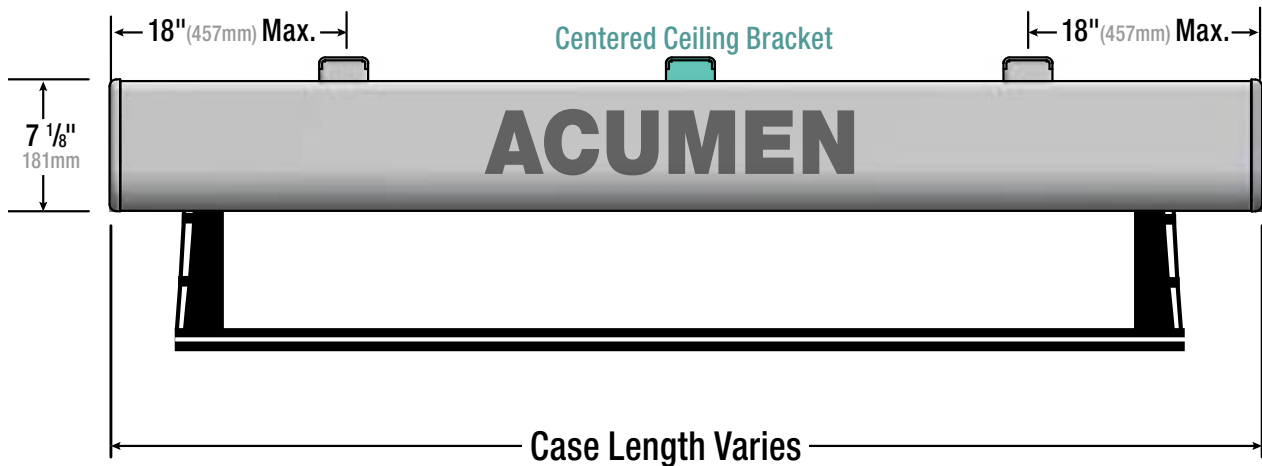 18"(457mm) Max.
18"(457mm) Max.
Centered Ceiling Bracket
7 1/8"
181mm
ACUMEN
Case Length Varies